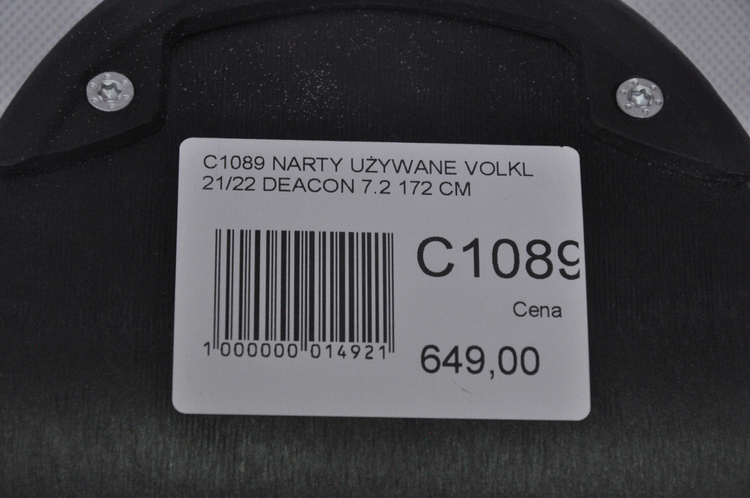 C1089 NARTY UŻYWANE VOLKL
21/22 DEACON 7.2 172 CM
C1089
Cena
1 000000 014921
649,00